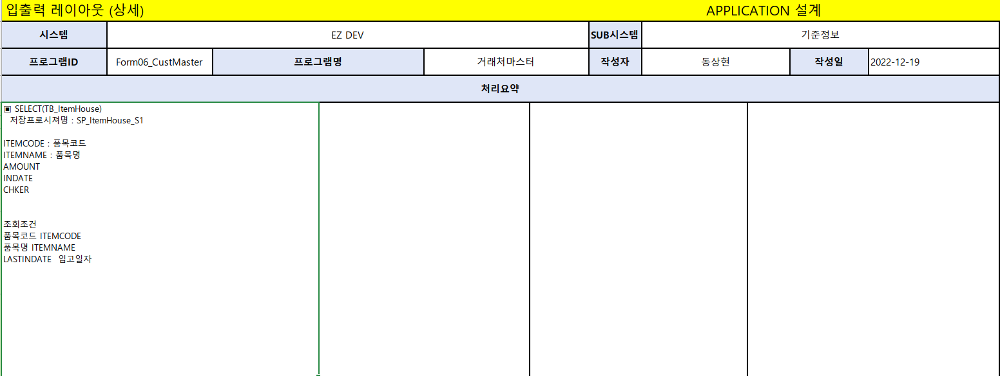 입출력 레이아웃 (상세) APPLICATION 설계
시스템 EZ DEV SUB시스템 기준정보
프로그램ID Form06_CustMaster 프로그램명 거래처마스터 작성자 동상현 작성일 2022-12-19
처리요약
▣ SELECT(TB_ItemHouse)
저장프로시져명 : SP_ItemHouse_S1
ITEMCODE : 품목코드
ITEMNAME : 품목명
AMOUNT
INDATE
CHKER
조회조건
품목코드 ITEMCODE
품목명 ITEMNAME
LASTINDATE 입고일자